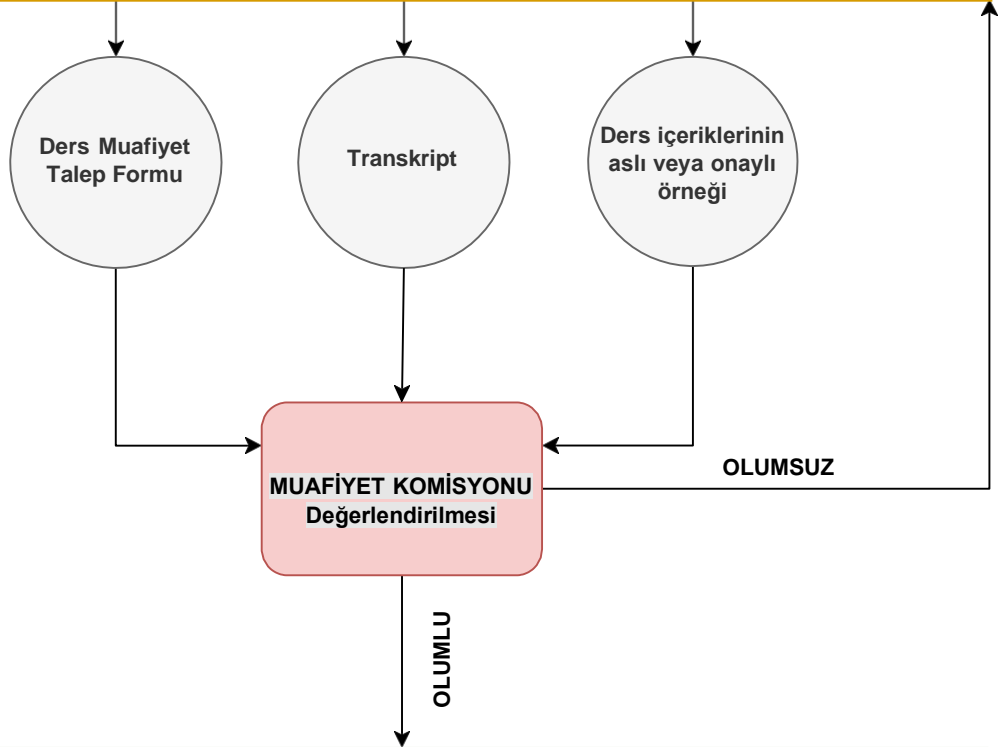 Ders Muafiyet
Talep Formu
Transkript
Ders içeriklerinin
aslı veya onaylı
örneği
MUAFİYET KOMİSYONU
Değerlendirilmesi
OLUMSUZ
OLUMLU